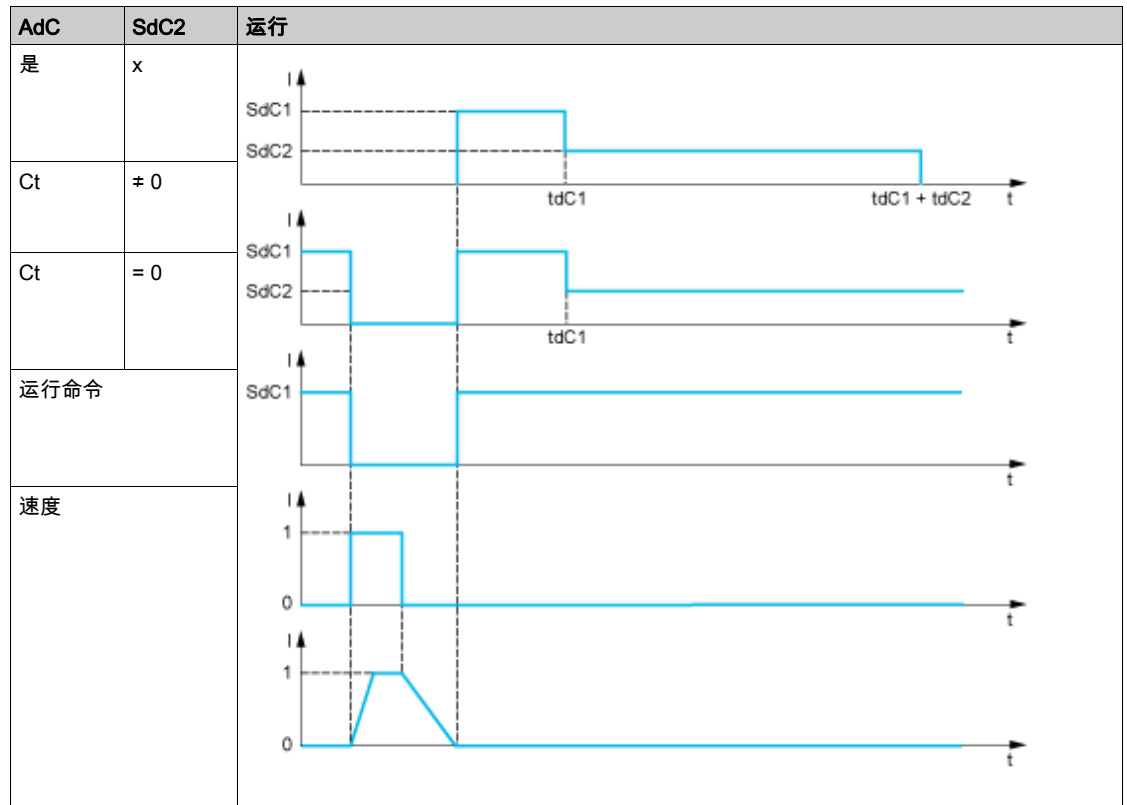 AdC SdC2 运行
是 x
Ct ≠ 0
Ct = 0
运行命令
速度
I
SdC1
SdC2
tdC1 tdC1 + tdC2 t
I
SdC1
SdC2
tdC1 t
I
SdC1
t
I
1
0
t
I
1
0
t